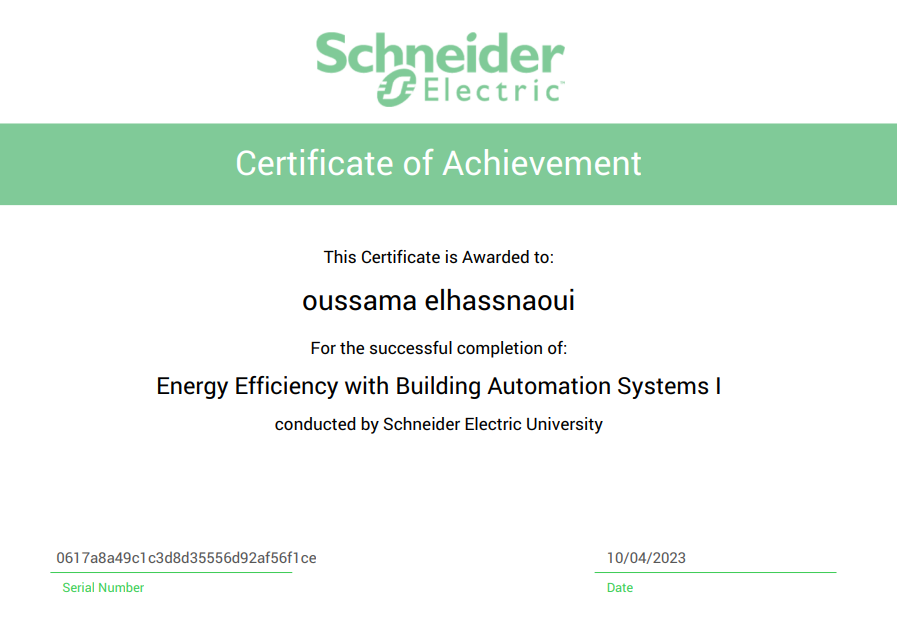 Schneider
Electric™
Certificate of Achievement
This Certificate is Awarded to:
oussama elhassnaoui
For the successful completion of:
Energy Efficiency with Building Automation Systems I
conducted by Schneider Electric University
0617a8a49c1c3d8d35556d92af56f1ce
Serial Number
10/04/2023
Date